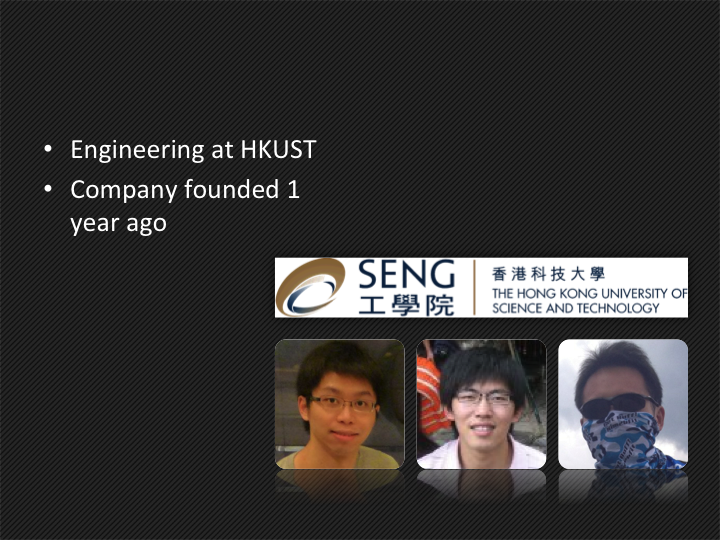 • Engineering at HKUST
• Company founded 1
year ago
SENG
工學院
香港科技大學
THE HONG KONG UNIVERSITY OF
SCIENCE AND TECHNOLOGY